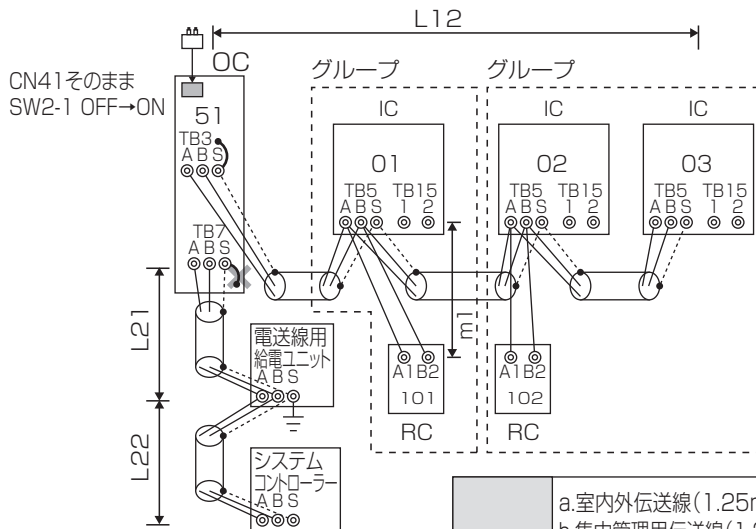 L12
CN41そのまま
SW2-1 OFF→ON
OC
51
TB3
A B S
TB7
A B S
グループ
グループ
IC
01
TB5 TB15
A B S 1 2
IC
02
TB5 TB15
A B S 1 2
IC
03
TB5 TB15
A B S 1 2
m1
A1 B2
101
RC
A1 B2
102
RC
L21
電送線用
給電ユニット
A B S
L22
システム
コントローラー
A B S
a.室内外伝送線(1.25